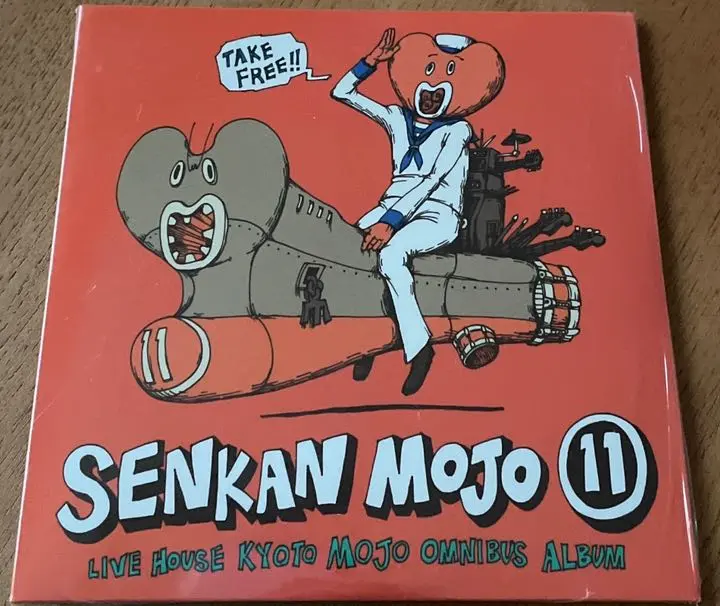 TAKE
FREE!!
11
SENKAN MOJO 11
LIVE HOUSE KYOTO MOJO OMNIBUS ALBUM